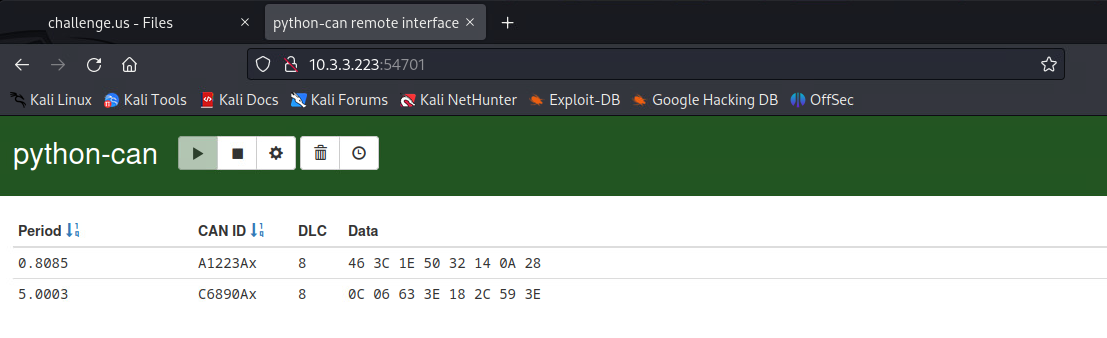 challenge.us - Files × python-can remote interface × +
10.3.3.223:54701
Kali Linux Kali Tools Kali Docs Kali Forums Kali NetHunter Exploit-DB Google Hacking DB OffSec
python-can
Period CAN ID DLC Data
0.8085 A1223Ax 8 46 3C 1E 50 32 14 0A 28
5.0003 C6890Ax 8 0C 06 63 3E 18 2C 59 3E